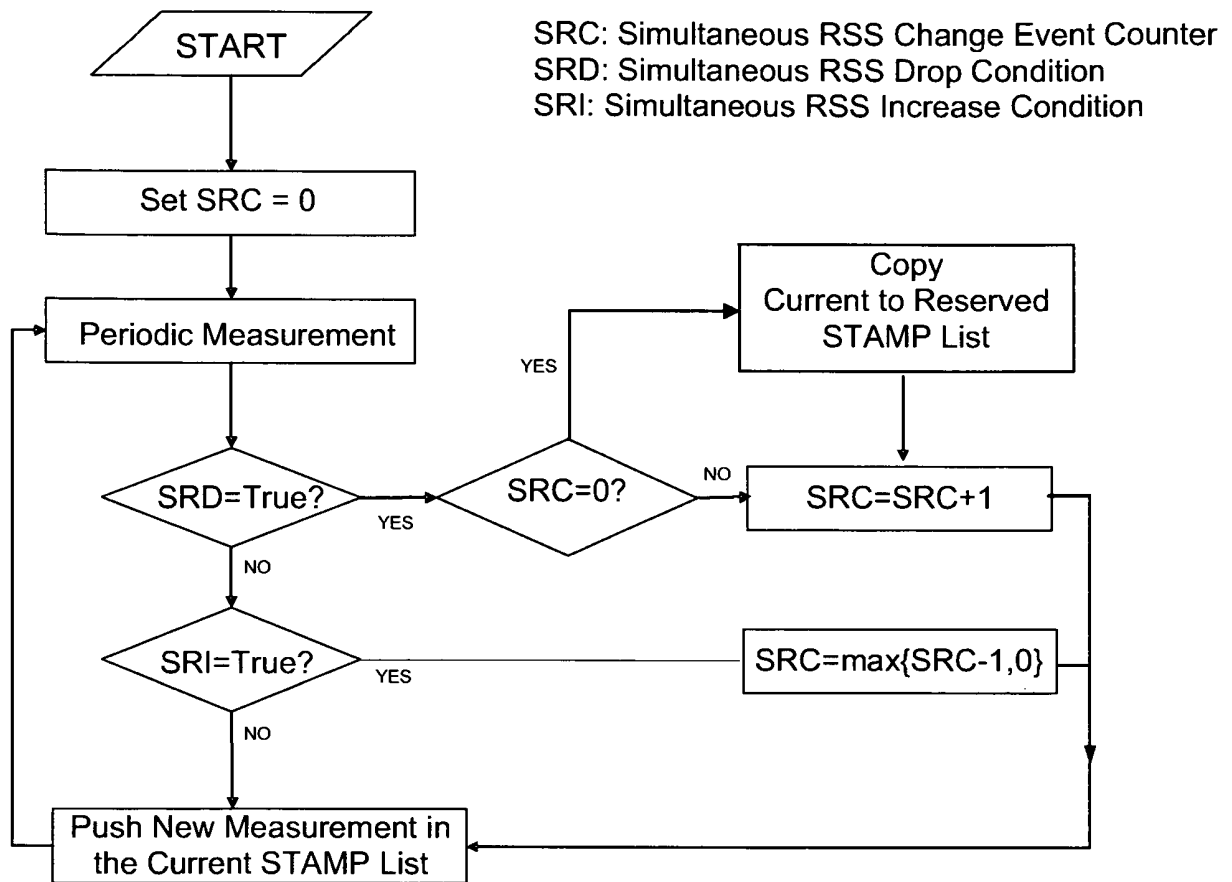 START
SRC: Simultaneous RSS Change Event Counter
SRD: Simultaneous RSS Drop Condition
SRI: Simultaneous RSS Increase Condition
Set SRC = 0
Periodic Measurement
Copy
Current to Reserved
STAMP List
YES
SRD=True?
YES
SRC=0?
NO
SRC=SRC+1
NO
SRI=True?
YES
SRC=max{SRC-1,0}
NO
Push New Measurement in
the Current STAMP List